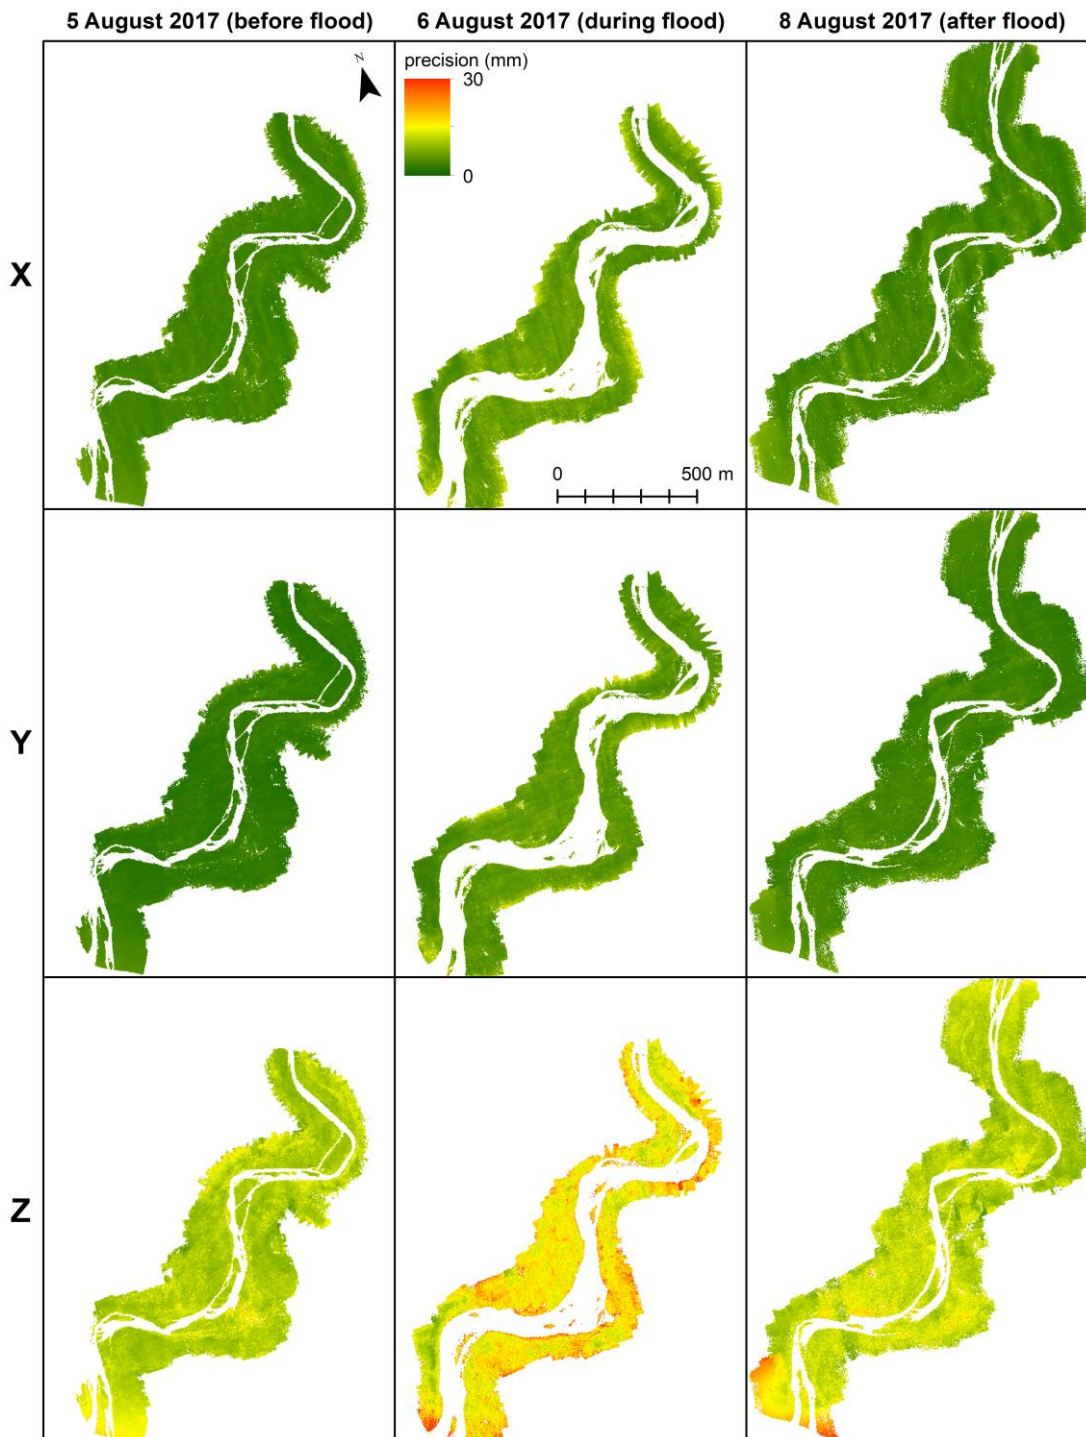 5 August 2017 (before flood) 6 August 2017 (during flood) 8 August 2017 (after flood)
N
precision (mm)
30
0
X
0 500 m
Y
Z